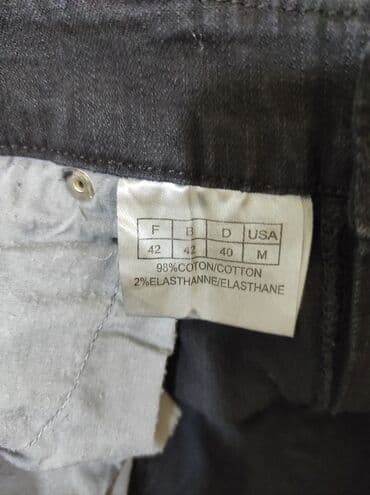 F B D USA
42 42 40 M
98%COTON/COTTON
2%ELASTHANNE/ELASTHANE